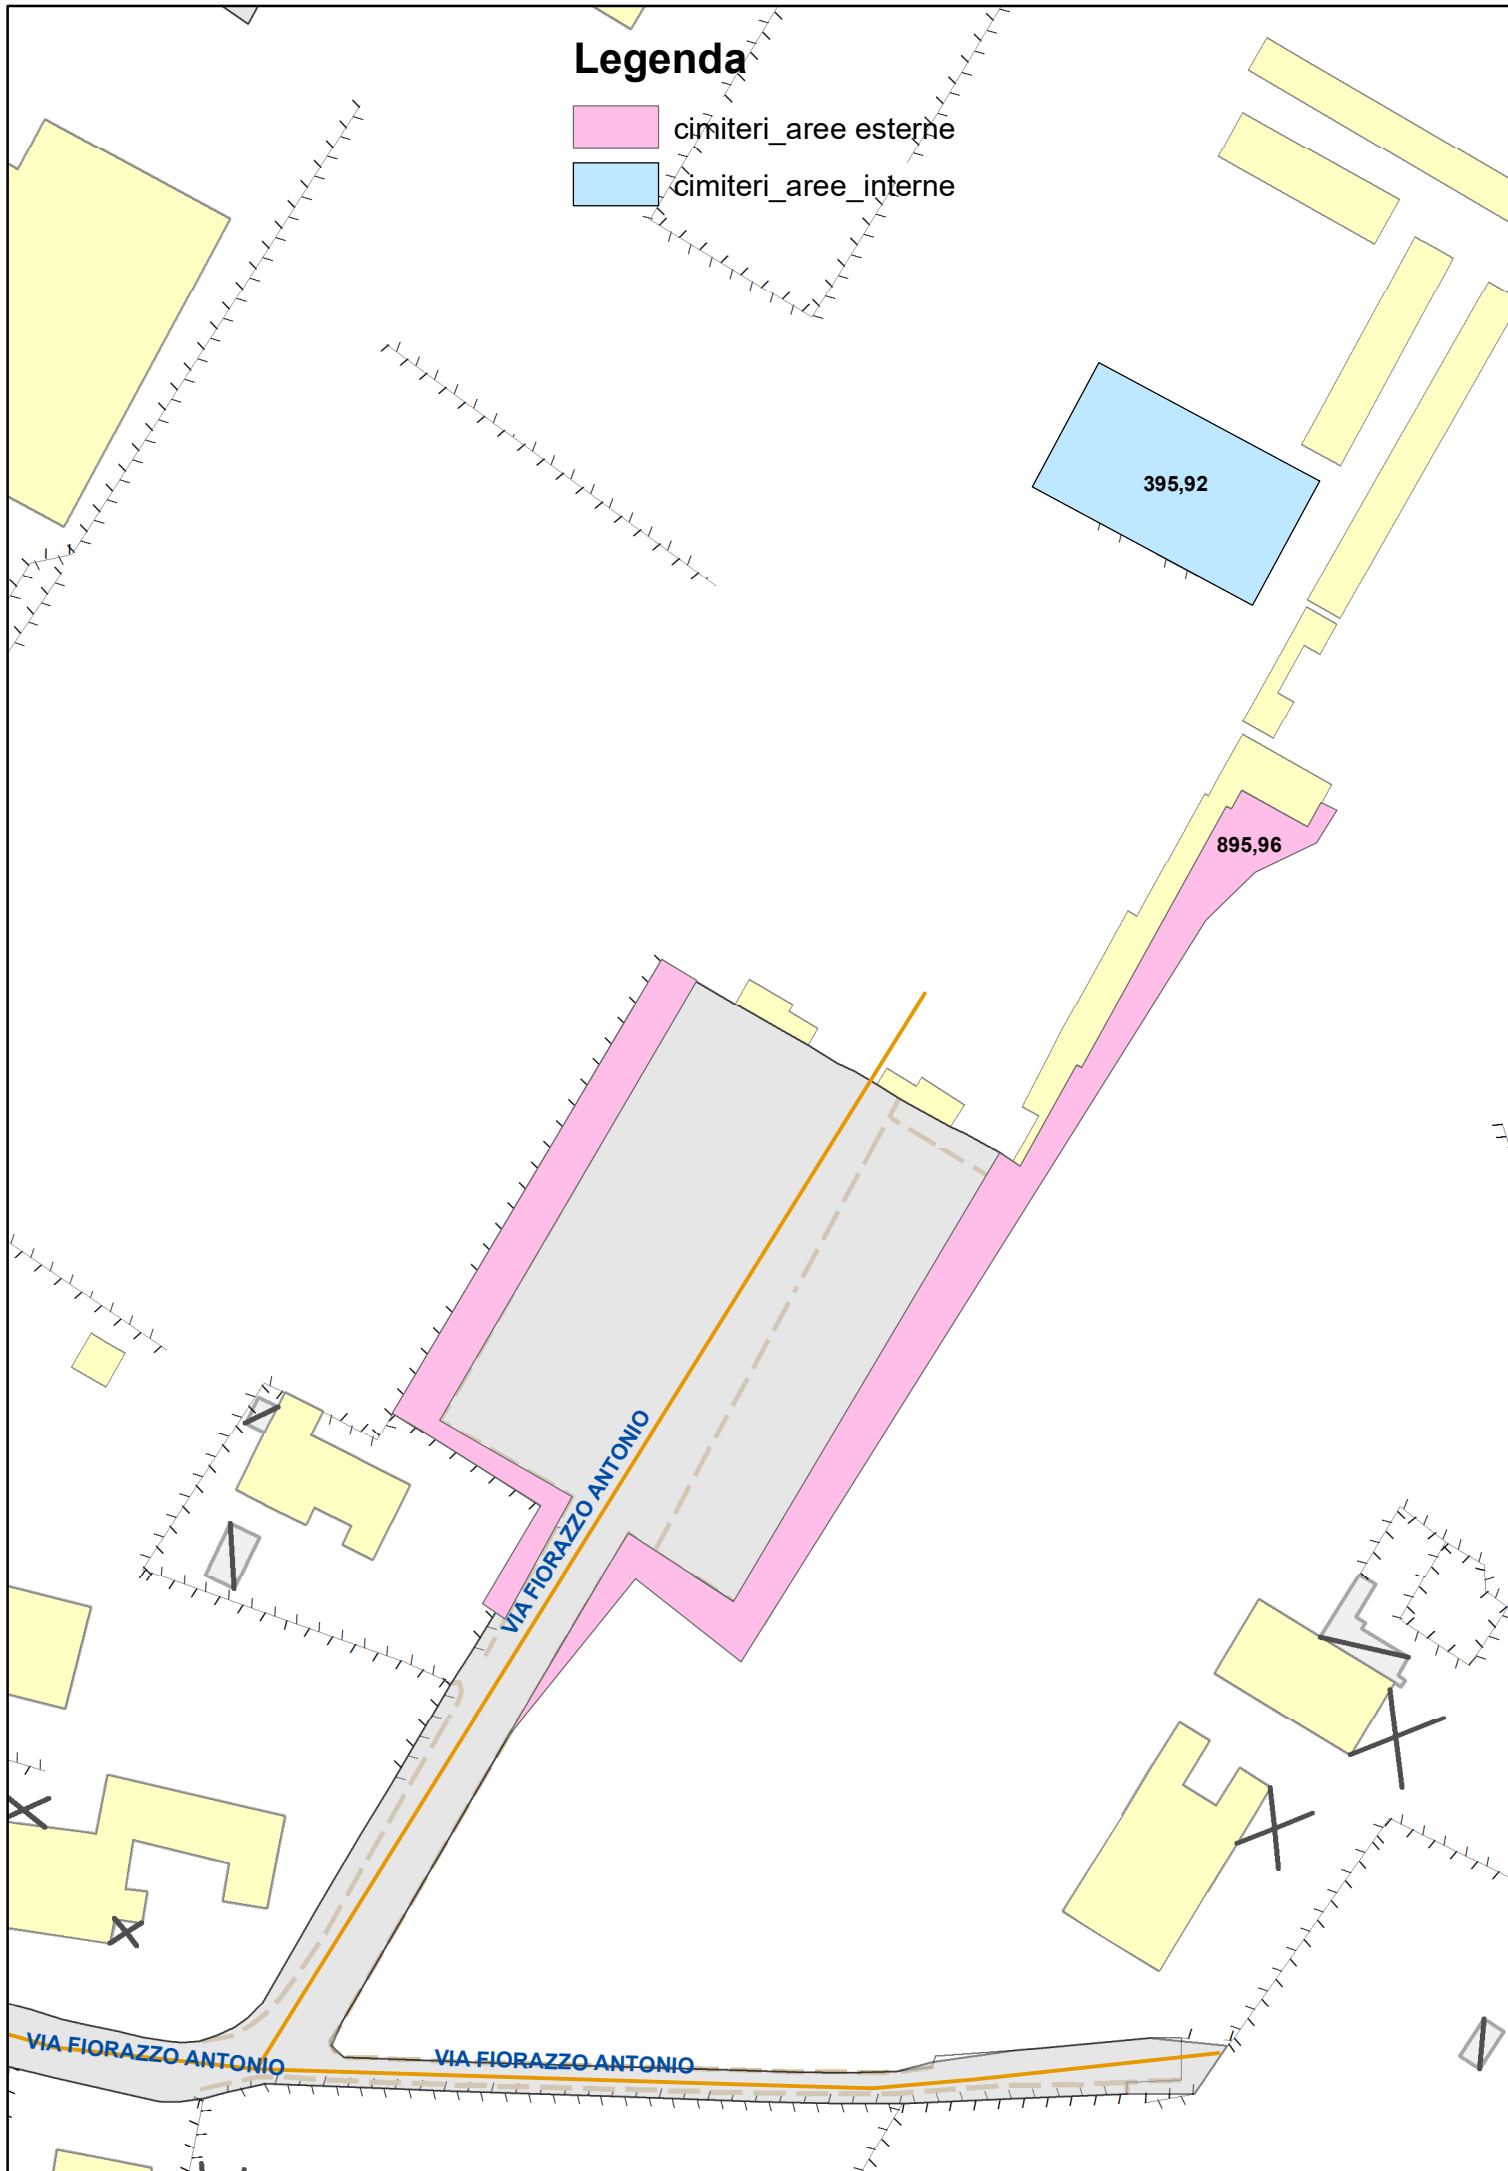 Legenda
cimiteri_aree esterne
cimiteri_aree_interne
395,92
895,96
VIA FIORAZZO ANTONIO
VIA FIORAZZO ANTONIO
VIA FIORAZZO ANTONIO